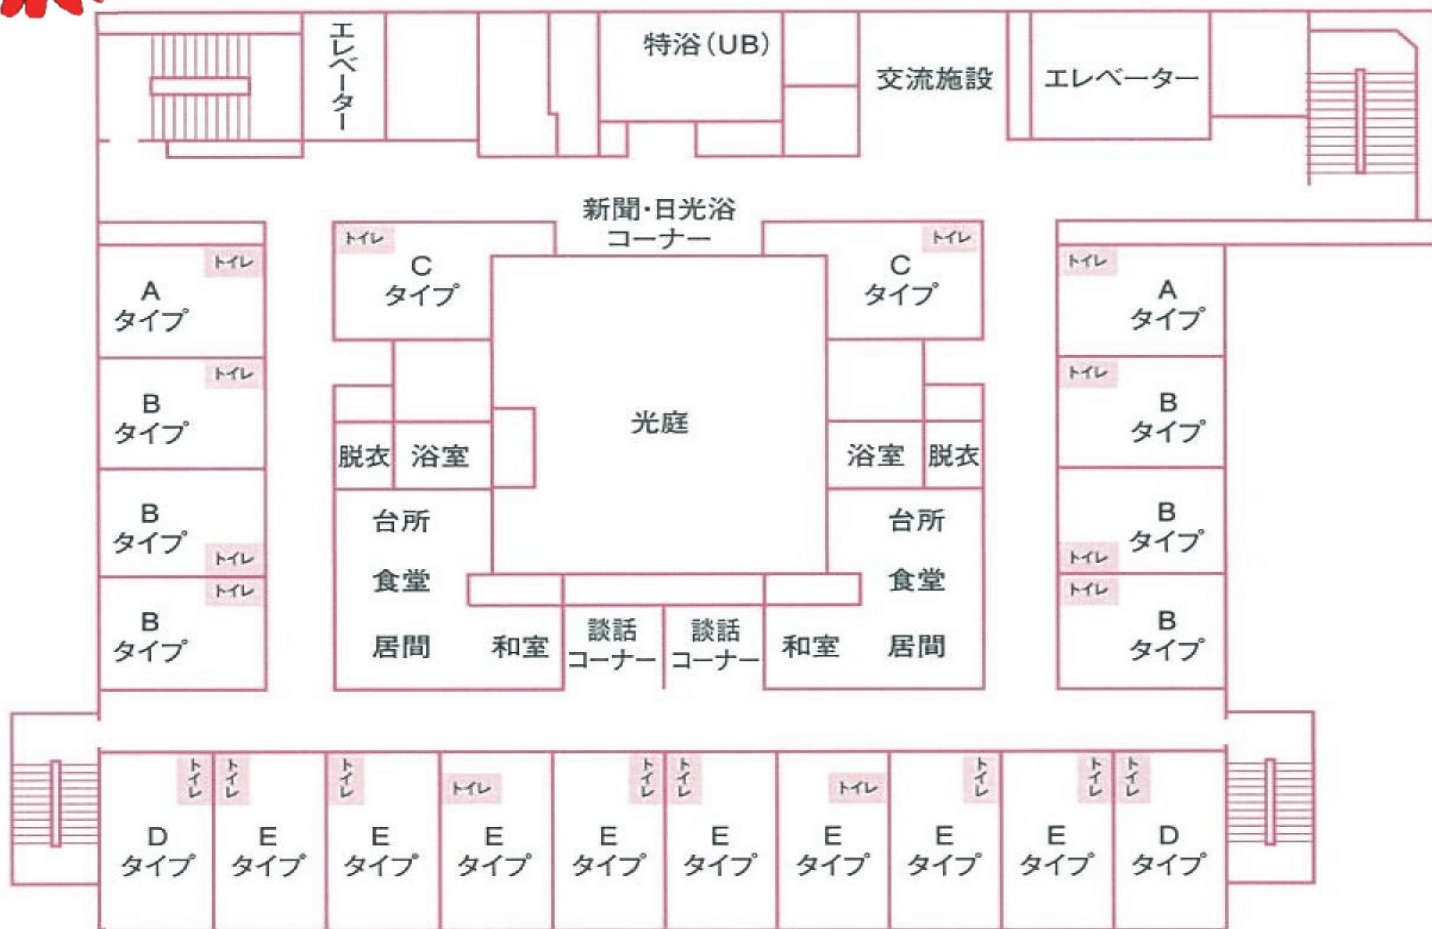 エレベーター
特浴(UB)
交流施設
エレベーター
新聞・日光浴
コーナー
トイレ
A
タイプ
トイレ
C
タイプ
トイレ
C
タイプ
トイレ
A
タイプ
トイレ
B
タイプ
トイレ
B
タイプ
光庭
脱衣
浴室
浴室
脱衣
B
タイプ
トイレ
B
タイプ
トイレ
台所
食堂
居間
和室
談話
コーナー
談話
コーナー
和室
台所
食堂
居間
トイレ
B
タイプ
トイレ
B
タイプ
トイレ
D
タイプ
トイレ
E
タイプ
トイレ
E
タイプ
トイレ
E
タイプ
トイレ
E
タイプ
トイレ
E
タイプ
トイレ
E
タイプ
トイレ
E
タイプ
トイレ
E
タイプ
トイレ
D
タイプ